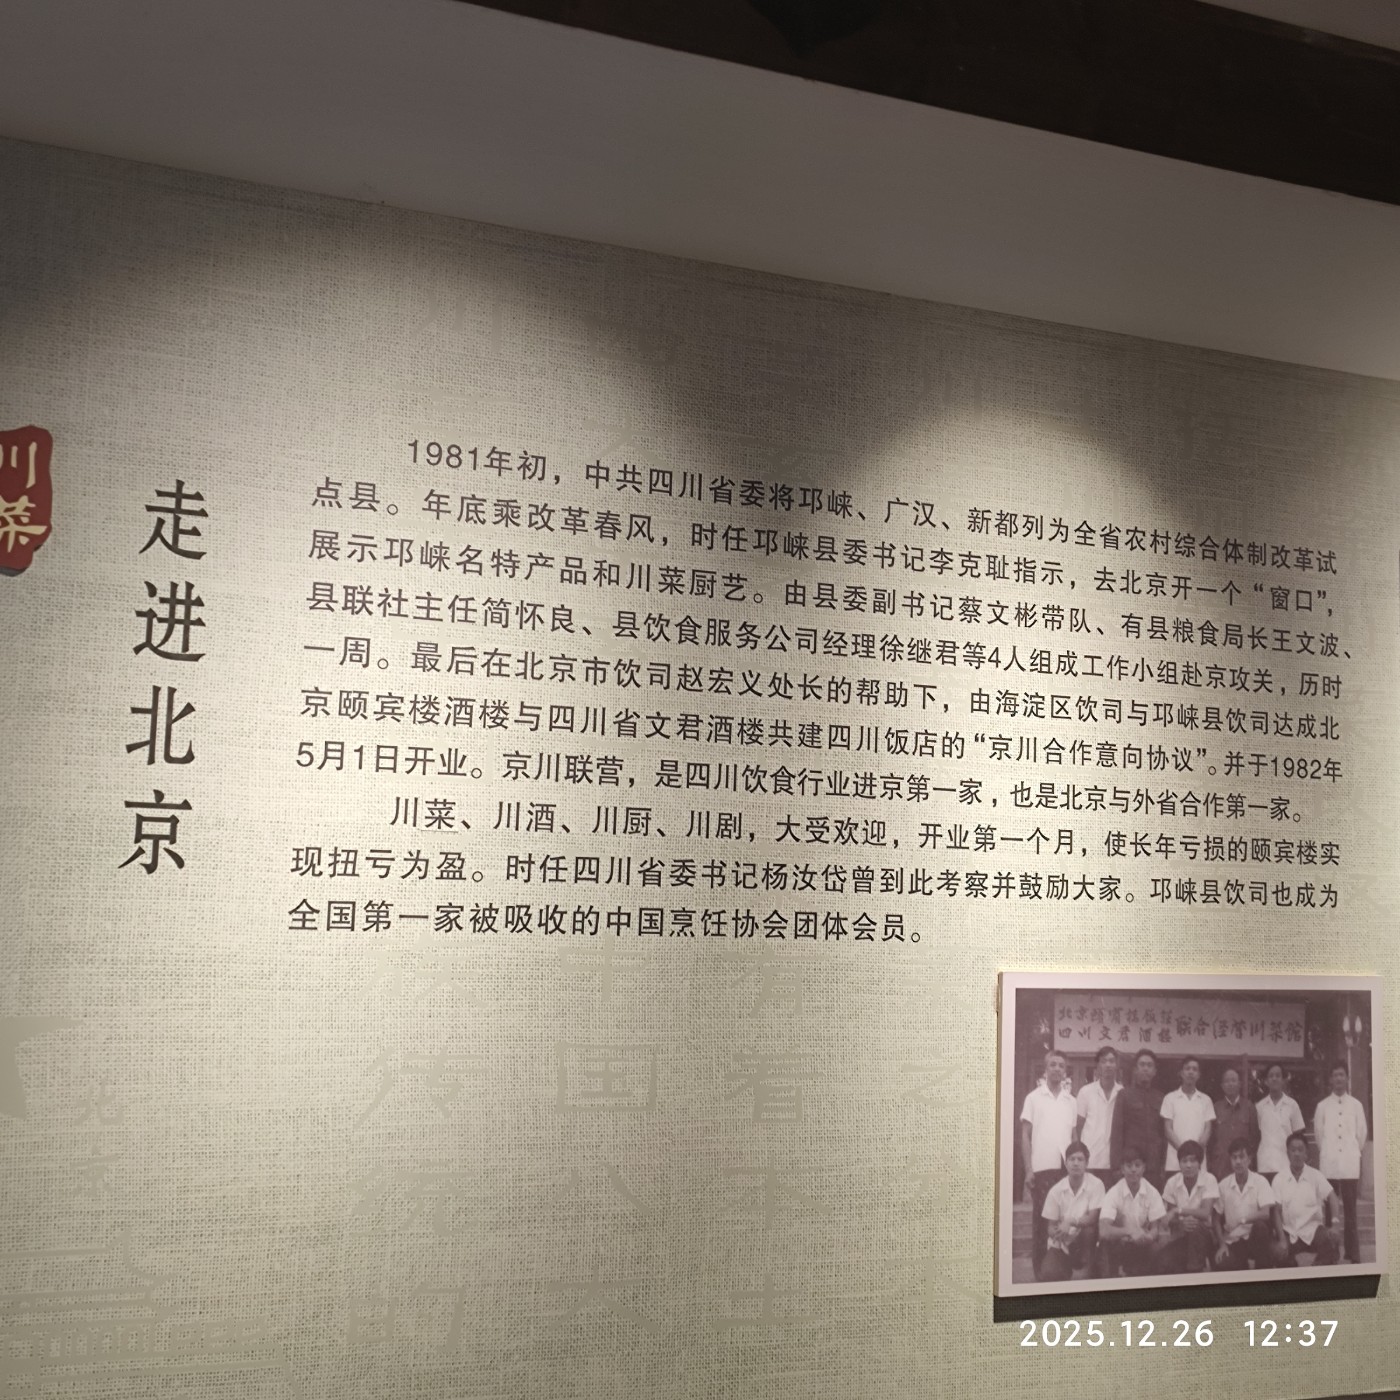 川菜
走进北京
1981年初，中共四川省委将邛崃、广汉、新都列为全省农村综合体制改革试
点县。年底乘改革春风，时任邛崃县委书记李克耻指示，去北京开一个“窗口”，
展示邛崃名特产品和川菜厨艺。由县委副书记蔡文彬带队、有县粮食局长王文波、
县联社主任简怀良、县饮食服务公司经理徐继君等4人组成工作小组赴京攻关，历时
一周。最后在北京市饮司赵宏义处长的帮助下，由海淀区饮司与邛崃县饮司达成北
京颐宾楼酒楼与四川省文君酒楼共建四川饭店的“京川合作意向协议”。并于1982年
5月1日开业。京川联营，是四川饮食行业进京第一家，也是北京与外省合作第一家。
川菜、川酒、川厨、川剧，大受欢迎，开业第一个月，使长年亏损的颐宾楼实
现扭亏为盈。时任四川省委书记杨汝岱曾到此考察并鼓励大家。邛崃县饮司也成为
全国第一家被吸收的中国烹饪协会团体会员。
北京颐宾楼饭庄
四川文君酒楼
联合经营川菜馆
2025.12.26 12:37